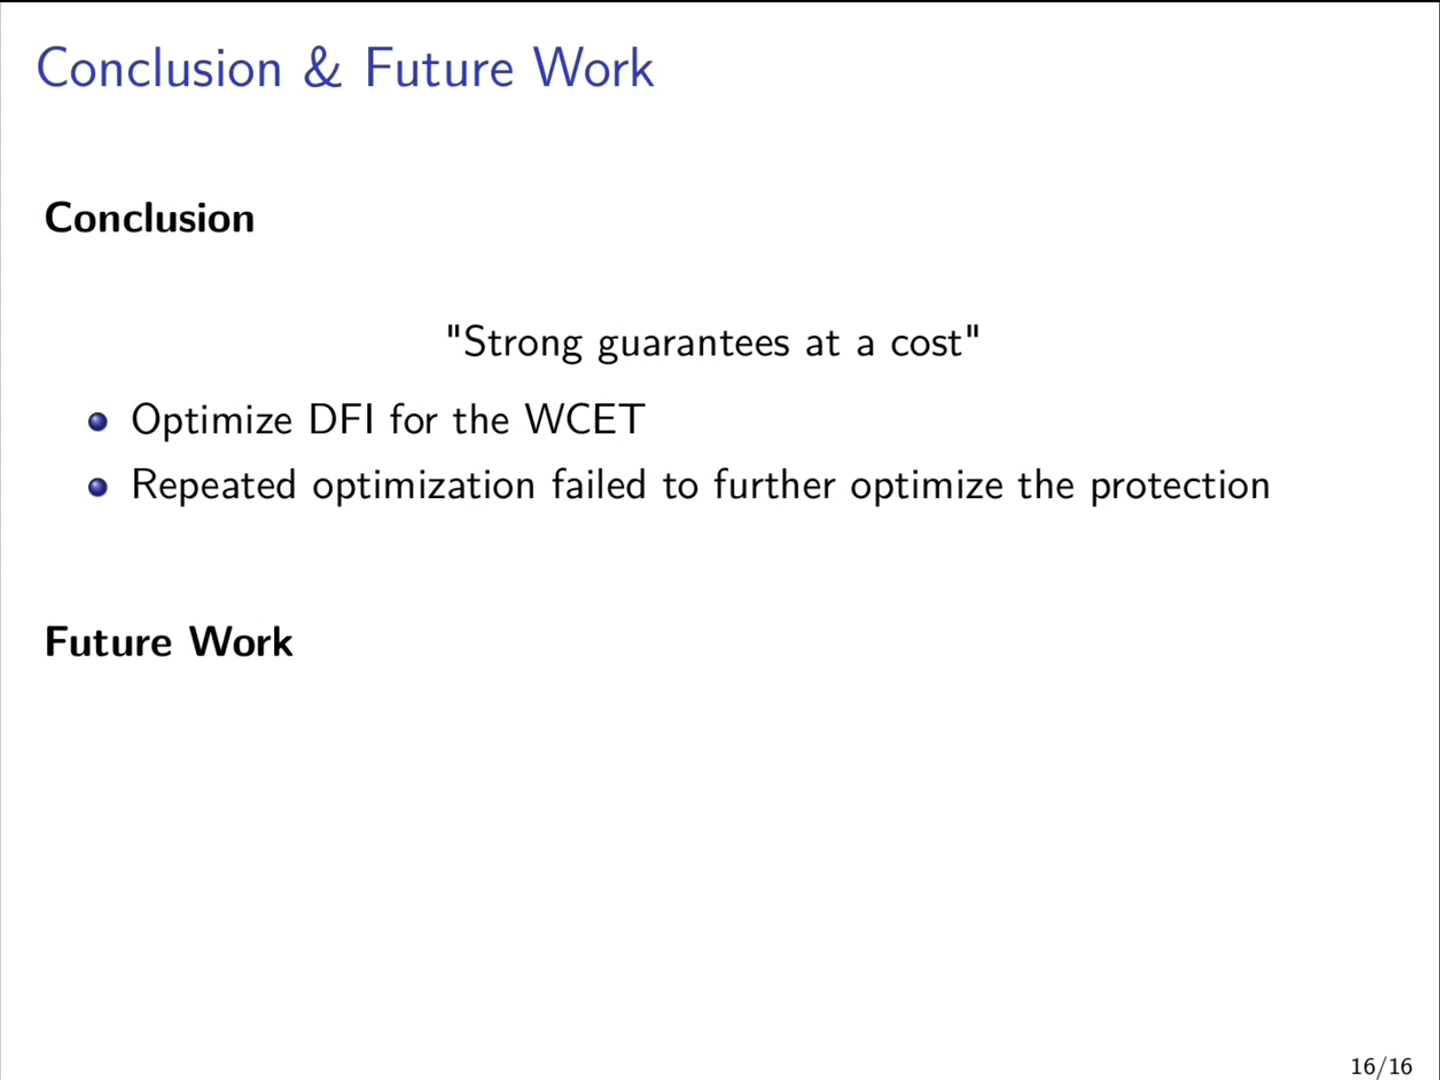 Conclusion & Future Work
Conclusion
"Strong guarantees at a cost"
Optimize DFI for the WCET
Repeated optimization failed to further optimize the protection
Future Work
16/16